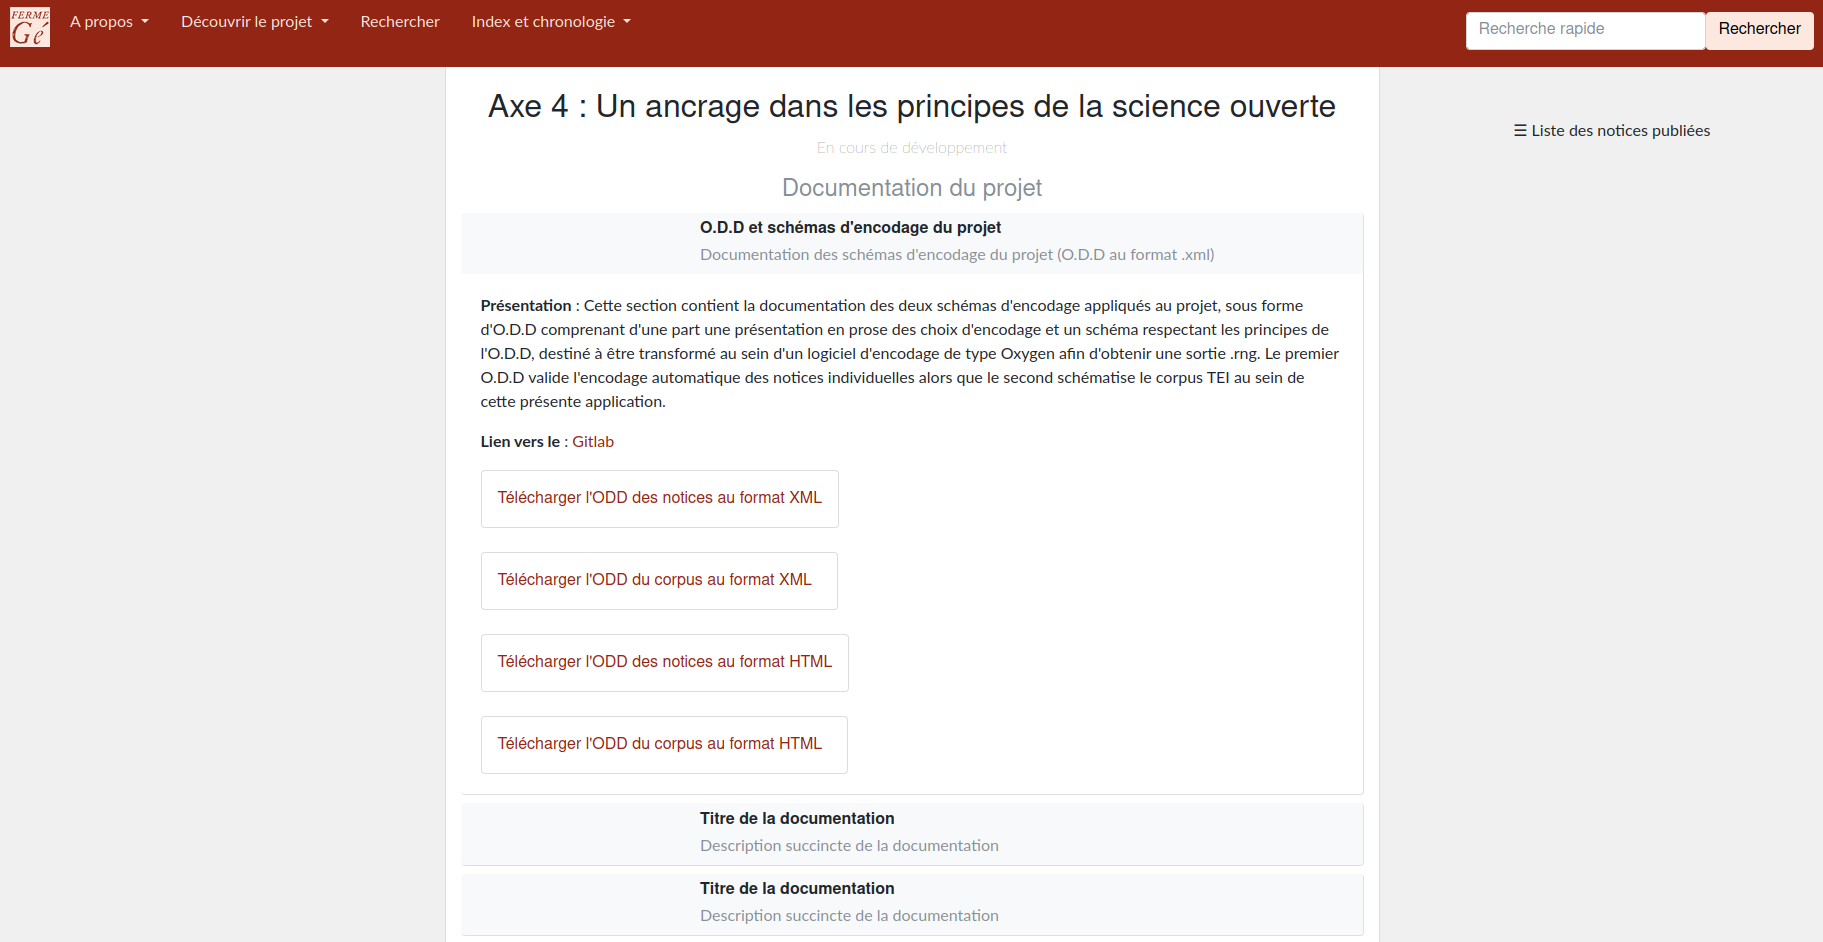 FERME
Gé
A propos
Découvrir le projet
Rechercher
Index et chronologie
Recherche rapide
Rechercher
Axe 4 : Un ancrage dans les principes de la science ouverte
☰ Liste des notices publiées
En cours de développement
Documentation du projet
O.D.D et schémas d'encodage du projet
Documentation des schémas d'encodage du projet (O.D.D au format .xml)
Présentation : Cette section contient la documentation des deux schémas d'encodage appliqués au projet, sous forme
d'O.D.D comprenant d'une part une présentation en prose des choix d'encodage et un schéma respectant les principes de
l'O.D.D, destiné à être transformé au sein d'un logiciel d'encodage de type Oxygen afin d'obtenir une sortie .rng. Le premier
O.D.D valide l'encodage automatique des notices individuelles alors que le second schématise le corpus TEI au sein de
cette présente application.
Lien vers le : Gitlab
Télécharger l'ODD des notices au format XML
Télécharger l'ODD du corpus au format XML
Télécharger l'ODD des notices au format HTML
Télécharger l'ODD du corpus au format HTML
Titre de la documentation
Description succincte de la documentation
Titre de la documentation
Description succincte de la documentation